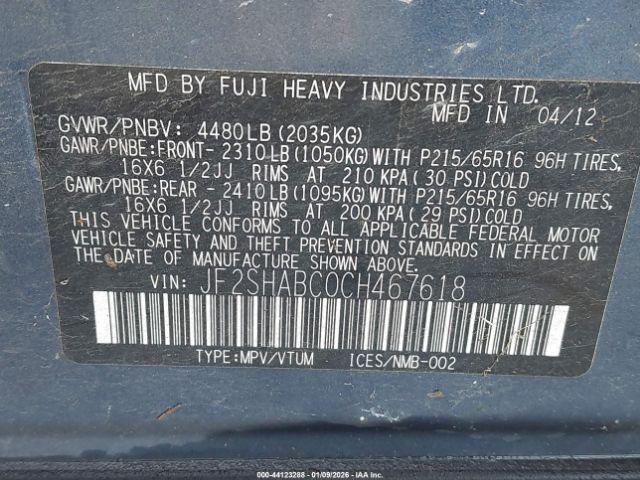 MFD BY FUJI HEAVY INDUSTRIES LTD.
MFD IN 04/12
GVWR/PNBV: 4480LB(2035KG)
GAWR/PNBE:FRONT- 2310LB(1050KG)WITH P215/65R16 96H TIRES,
16X6 1/2JJ RIMS AT 210 KPA(30 PSI)COLD
GAWR/PNBE:REAR - 2410LB(1095KG)WITH P215/65R16 96H TIRES,
16X6 1/2JJ RIMS AT 200 KPA(29 PSI)COLD
THIS VEHICLE CONFORMS TO ALL APPLICABLE FEDERAL MOTOR
VEHICLE SAFETY AND THEFT PREVENTION STANDARDS IN EFFECT
ON THE DATE OF MANUFACTURE SHOWN ABOVE.
VIN: JF2SHABC0CH467618
TYPE:MPV/VTUM ICES/NMB-002
000-44123288 - 01/09/2026 - IAA Inc.